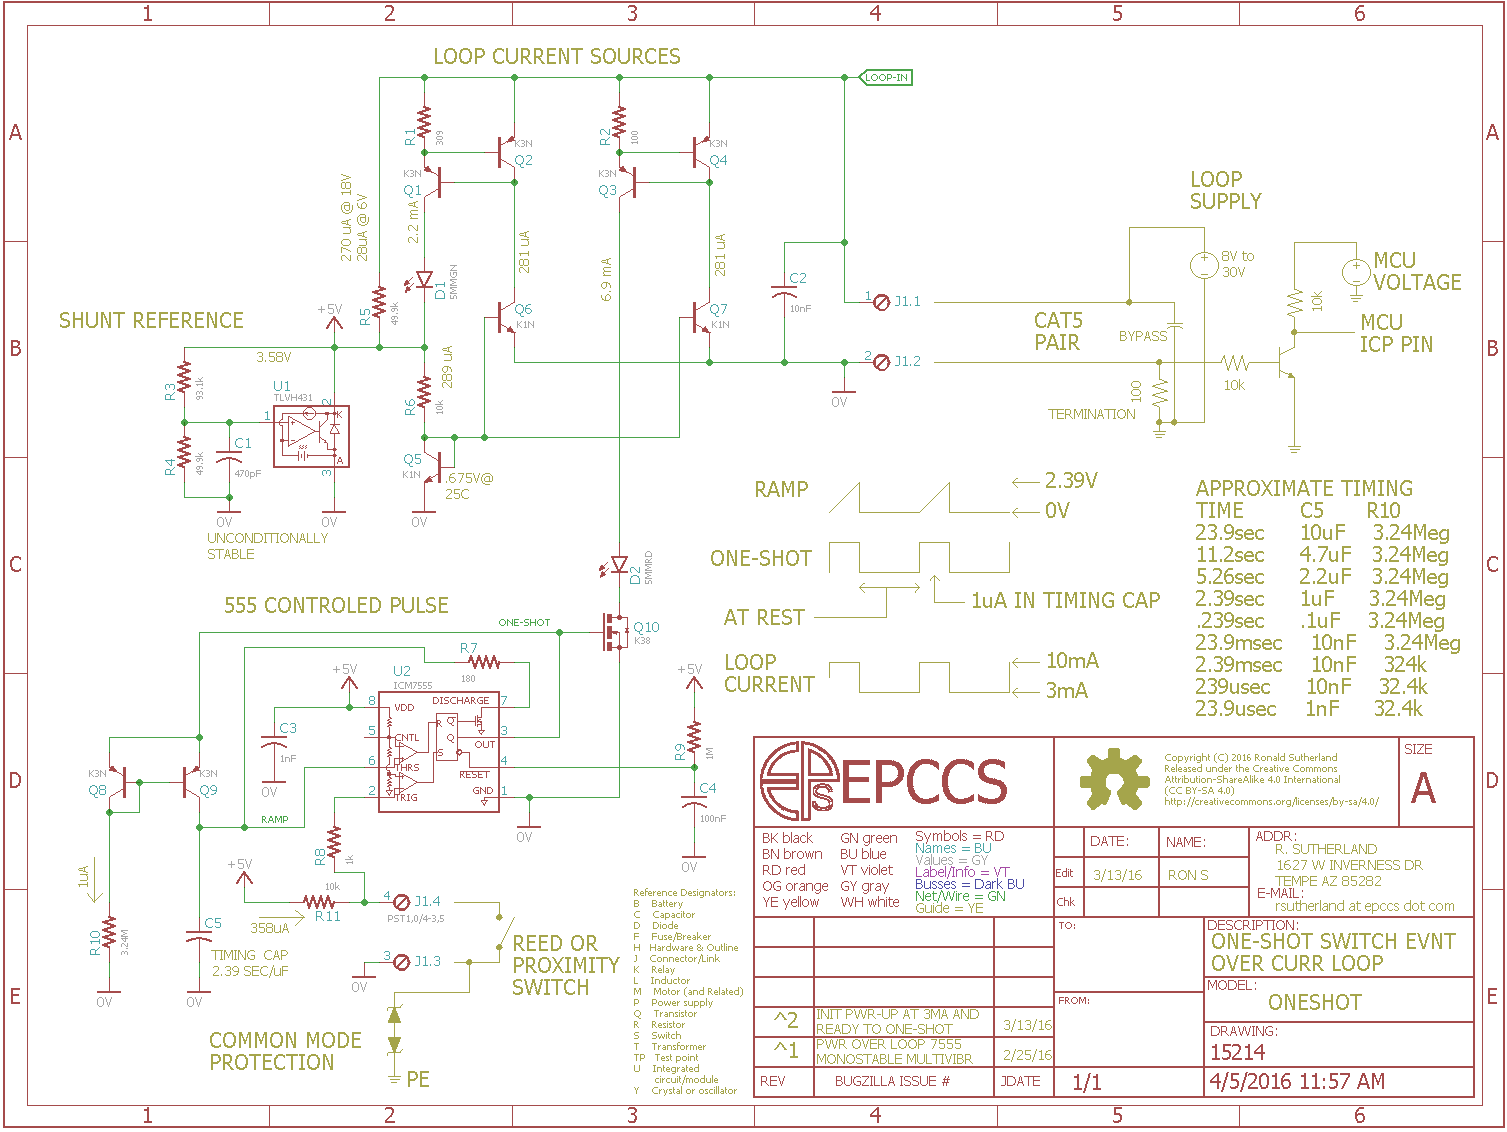 1 2 3 4 5 6
LOOP CURRENT SOURCES
LOOP-IN
A A
R1
309
K3N
Q2
K3N
Q1
2.2 mA
R2
100
K3N
Q4
K3N
Q3
270 uA @ 18V
28uA @ 6V
281 uA
281 uA
6.9 mA
LOOP
SUPPLY
8V to
30V
MCU
VOLTAGE
10k
MCU
ICP PIN
D1
5MMGN
C2
10nF
1 J1.1
2 J1.2
0V
CAT5
PAIR
BYPASS
100
10k
TERMINATION
SHUNT REFERENCE
+5V
R5
49.9k
Q6
K1N
Q7
K1N
B B
3.58V
R3
93.1k
U1
TLVH431
1
2
3
K
A
R6
10k
289 uA
R4
49.9k
C1
470pF
Q5
K1N
.675V@
25C
0V
0V
0V
UNCONDITIONALLY
STABLE
RAMP
2.39V
0V
ONE-SHOT
1uA IN TIMING CAP
AT REST
LOOP
CURRENT
10mA
3mA
APPROXIMATE TIMING
TIME C5 R10
23.9sec 10uF 3.24Meg
11.2sec 4.7uF 3.24Meg
5.26sec 2.2uF 3.24Meg
2.39sec 1uF 3.24Meg
.239sec .1uF 3.24Meg
23.9msec 10nF 3.24Meg
2.39msec 10nF 324k
239usec 10nF 32.4k
23.9usec 1nF 32.4k
C C
D2
5MMRD
555 CONTROLED PULSE
ONE-SHOT
Q10
K38
R7
180
+5V
U2
ICM7555
+5V
8 VDD
DISCHARGE 7
5 CNTL
R Q
Q
S
OUT 3
6 THRS
RESET 4
2 TRIG
GND 1
C3
1nF
0V
R9
1M
C4
100nF
0V
0V
K3N
Q8
K3N
Q9
D D
RAMP
1uA
R8
1k
+5V
10k
R11
358uA
4 J1.4
PST1,0/4-3,5
3 J1.3
0V
R10
3.24M
0V
C5
0V
TIMING CAP
2.39 SEC/uF
REED OR
PROXIMITY
SWITCH
COMMON MODE
PROTECTION
PE
Reference Designators:
B Battery
C Capacitor
D Diode
F Fuse/Breaker
H Hardware & Outline
J Connector/Link
K Relay
L Inductor
M Motor (and Related)
P Power supply
Q Transistor
R Resistor
S Switch
T Transformer
TP Test point
U Integrated
circuit/module
Y Crystal or oscillator
EPCCS
Copyright (C) 2016 Ronald Sutherland
Released under the Creative Commons
Attribution-ShareAlike 4.0 International
(CC BY-SA 4.0)
http://creativecommons.org/licenses/by-sa/4.0/
SIZE
A
BK black GN green Symbols = RD
BN brown BU blue Names = BU
Values = GY
RD red VT violet Label/Info = VT
OG orange GY gray Busses = Dark BU
Net/Wire = GN
YE yellow WH white Guide = YE
DATE: NAME:
Edit 3/13/16 RON S
Chk
ADDR:
R. SUTHERLAND
1627 W INVERNESS DR
TEMPE AZ 85282
E-MAIL:
rsutherland at epccs dot com
TO:
FROM:
DESCRIPTION:
ONE-SHOT SWITCH EVNT
OVER CURR LOOP
MODEL:
ONESHOT
DRAWING:
15214
^2 INIT PWR-UP AT 3MA AND
READY TO ONE-SHOT 3/13/16
^1 PWR OVER LOOP 7555
MONOSTABLE MULTIVIBR 2/25/16
REV BUGZILLA ISSUE # JDATE
1/1
4/5/2016 11:57 AM
E E
1 2 3 4 5 6